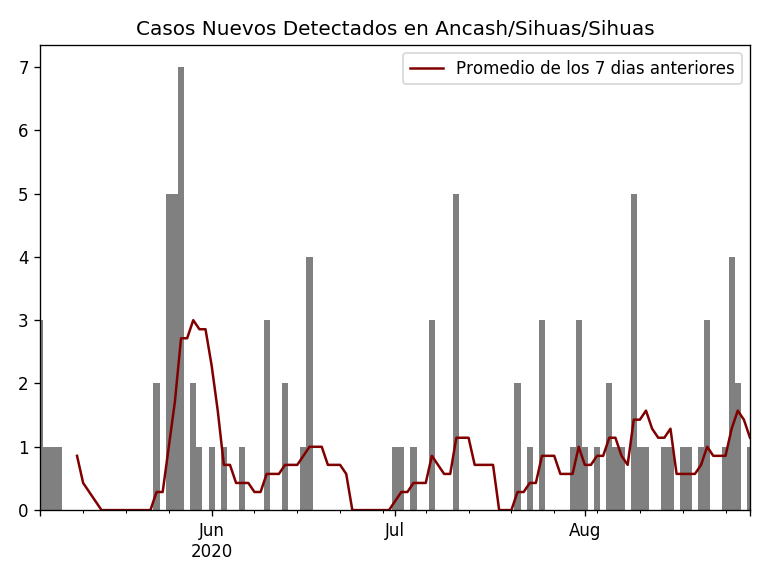 Casos Nuevos Detectados en Ancash/Sihuas/Sihuas
Promedio de los 7 dias anteriores
7
6
5
4
3
2
1
0
Jun
2020
Jul
Aug